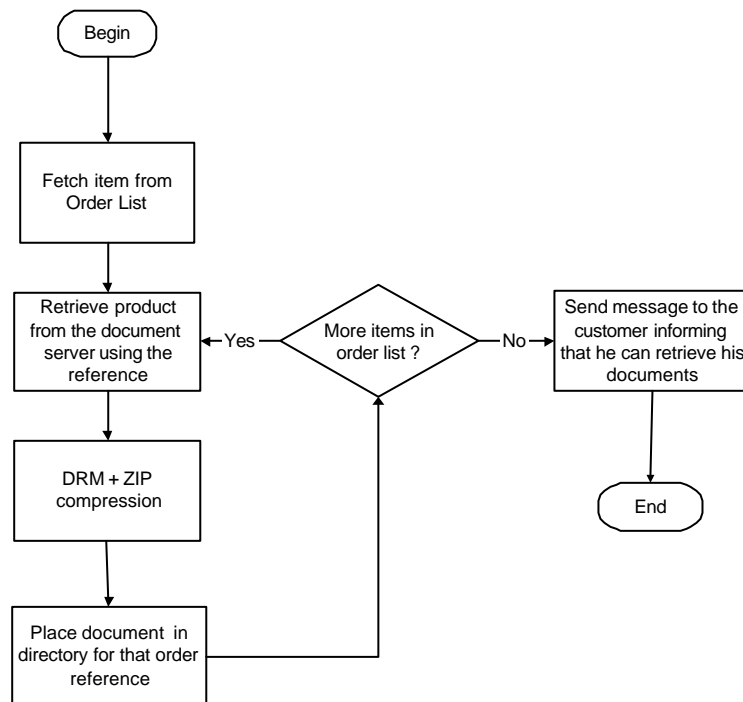 Begin
Fetch item from
Order List
Retrieve product
from the document
server using the
reference
Yes
More items in
order list ?
No
Send message to the
customer informing
that he can retrieve his
documents
DRM + ZIP
compression
End
Place document in
directory for that order
reference